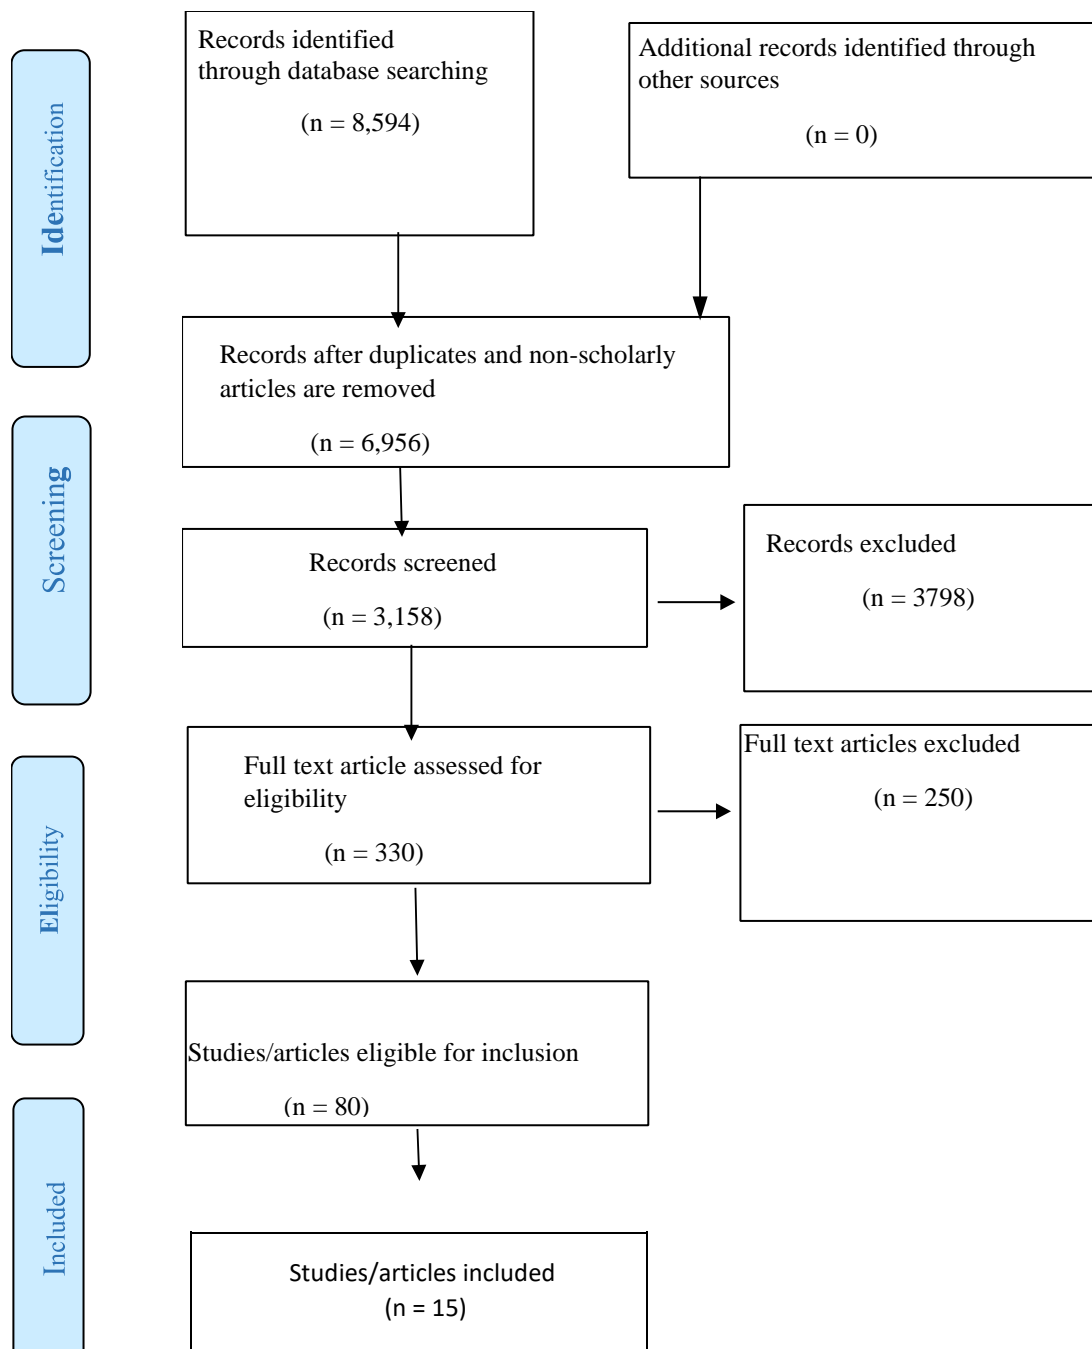 Records identified
through database searching
(n = 8,594)
Additional records identified through
other sources
(n = 0)
Identification
Records after duplicates and non-scholarly
articles are removed
(n = 6,956)
Screening
Records screened
(n = 3,158)
Records excluded
(n = 3798)
Full text article assessed for
eligibility
(n = 330)
Full text articles excluded
(n = 250)
Eligibility
Studies/articles eligible for inclusion
(n = 80)
Included
Studies/articles included
(n = 15)